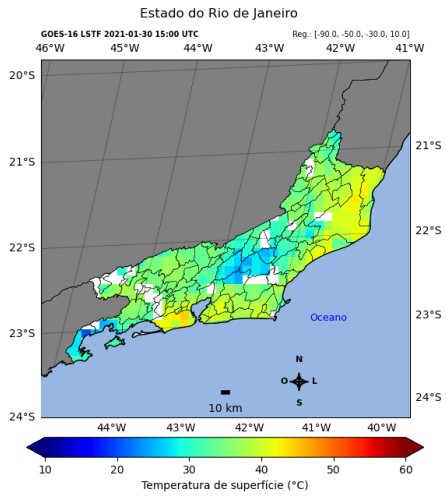 Estado do Rio de Janeiro
GOES-16 LSTF 2021-01-30 15:00 UTC Reg.: [-90.0, -50.0, -30.0, 10.0]
46°W 45°W 44°W 43°W 42°W 41°W
20°S
21°S 21°S
22°S 22°S
23°S 23°S
Oceano
N
O L
S
10 km
24°S 24°S
44°W 43°W 42°W 41°W 40°W
10 20 30 40 50 60
Temperatura de superfície (°C)